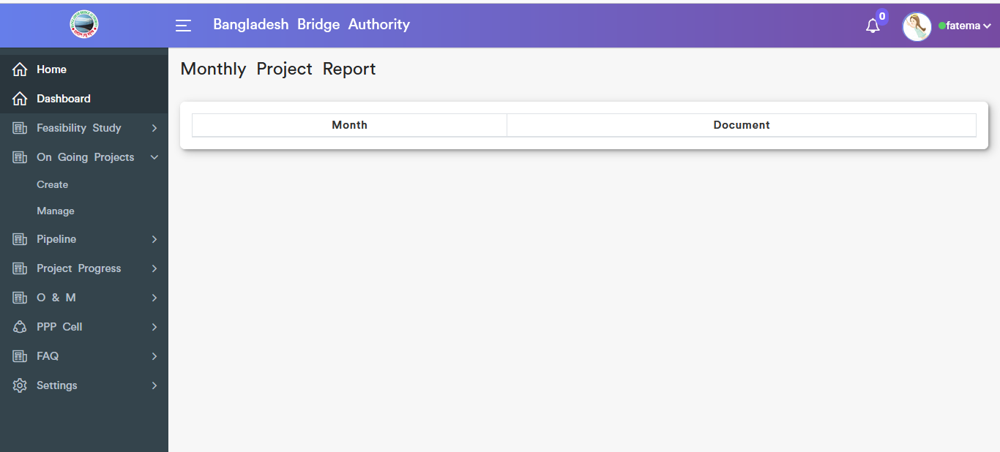 Bangladesh Bridge Authority
0
fatema
Home
Dashboard
Feasibility Study
On Going Projects
Create
Manage
Pipeline
Project Progress
O & M
PPP Cell
FAQ
Settings
Monthly Project Report
Month Document